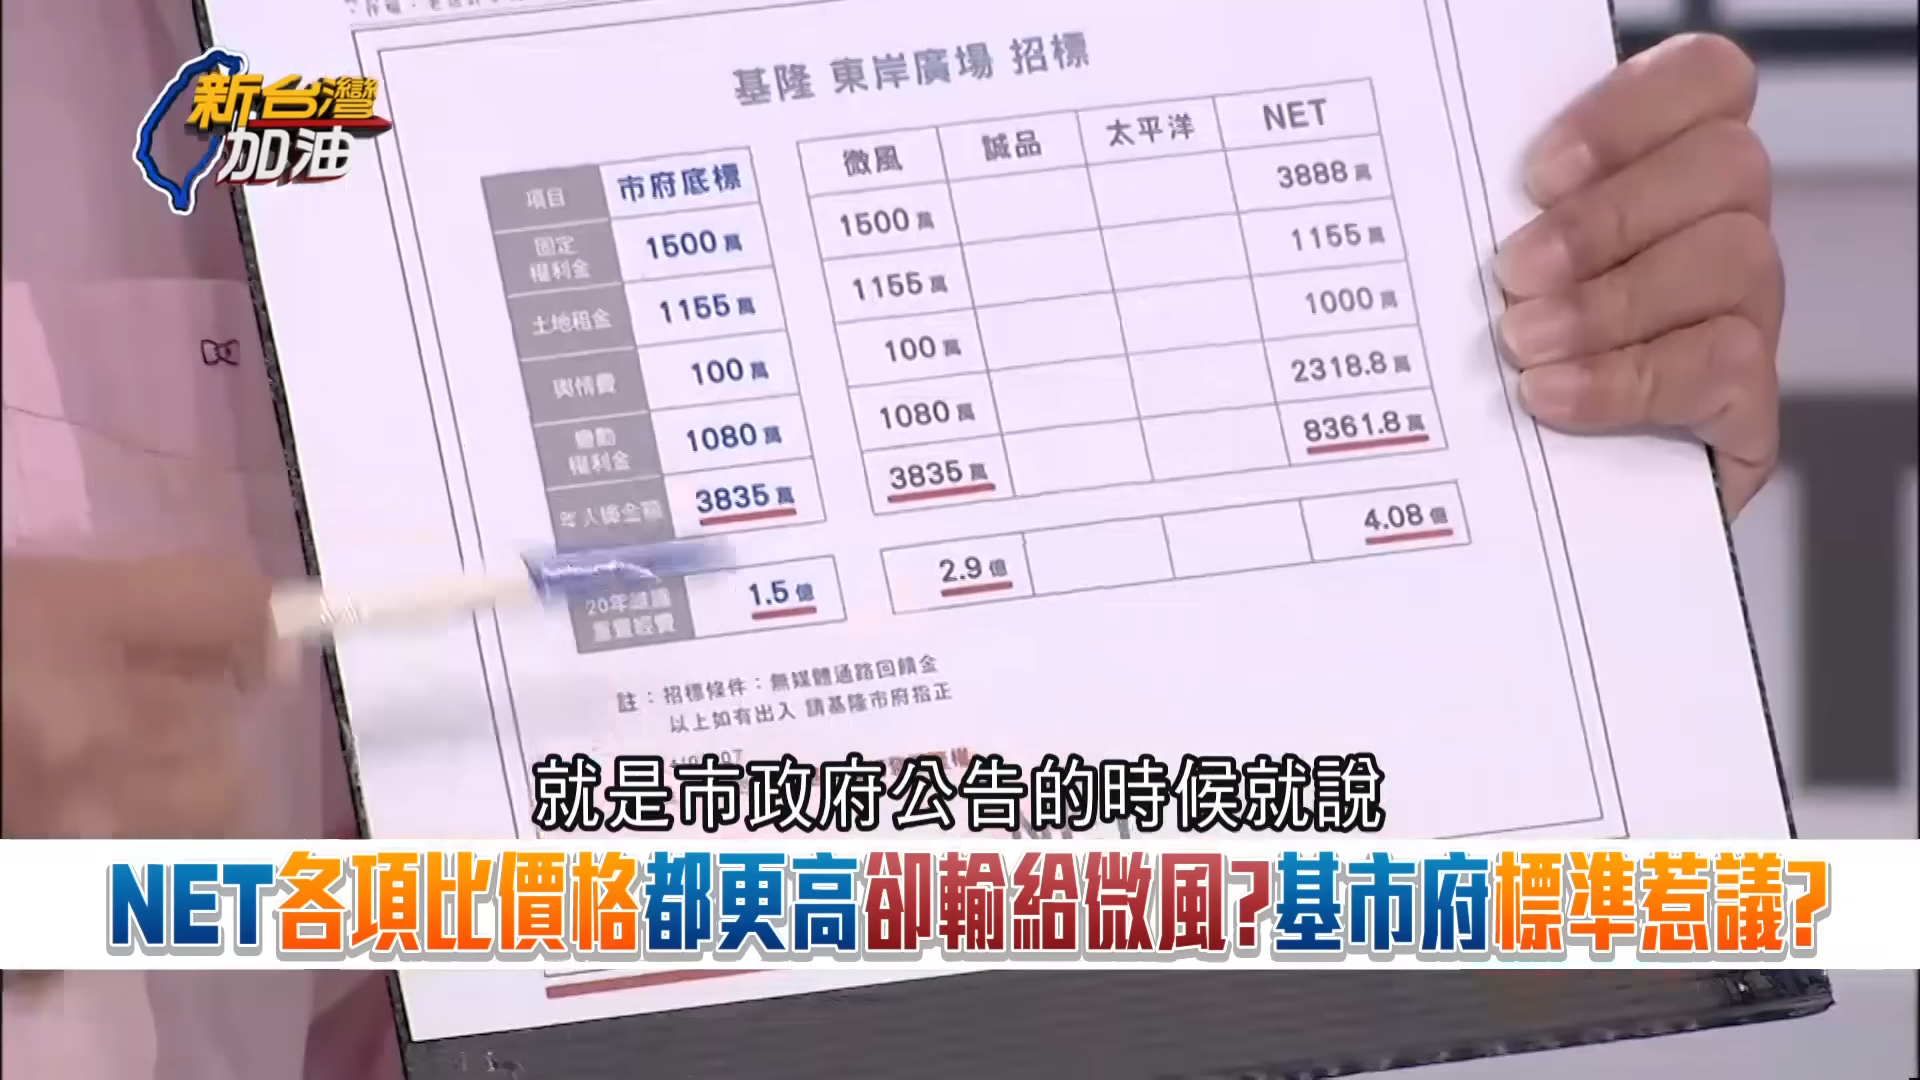 新台灣
加油
基隆 東岸廣場 招標
項目 市府底標 微風 誠品 太平洋 NET
固定權利金 1500萬 1500萬 3888萬
土地租金 1155萬 1155萬 1155萬
輿情費 100萬 100萬 1000萬
變動權利金 1080萬 1080萬 2318.8萬
3835萬 3835萬 8361.8萬
20年 重置經費 1.5億 2.9億 4.08億
註：招標條件：無媒體通路回饋金
以上如有出入 請基隆市府指正
就是市政府公告的時候就說
NET各項比價格都更高卻輸給微風?基市府標準惹議?